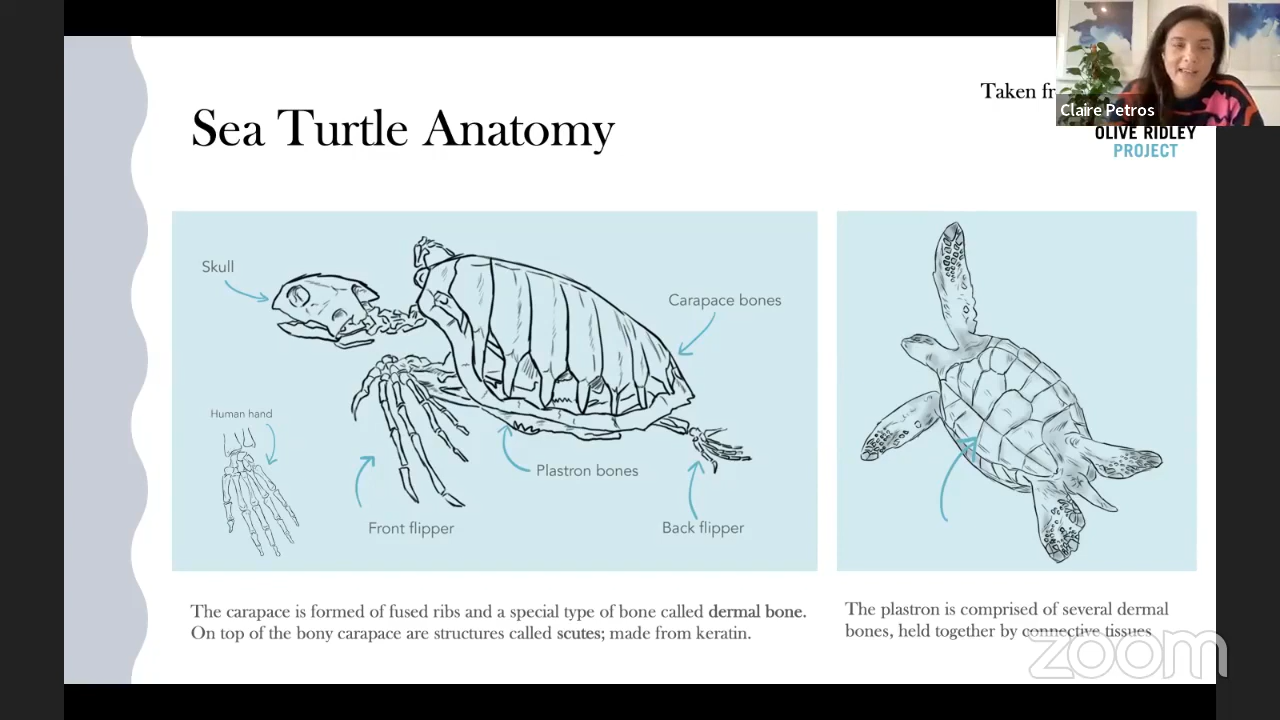 Taken
Claire Petros
OLIVE RIDLEY
PROJECT
Sea Turtle Anatomy
Skull
Carapace bones
Human hand
Plastron bones
Front flipper
Back flipper
The carapace is formed of fused ribs and a special type of bone called dermal bone.
On top of the bony carapace are structures called scutes; made from keratin.
The plastron is comprised of several dermal
bones, held together by connective tissues
zoom